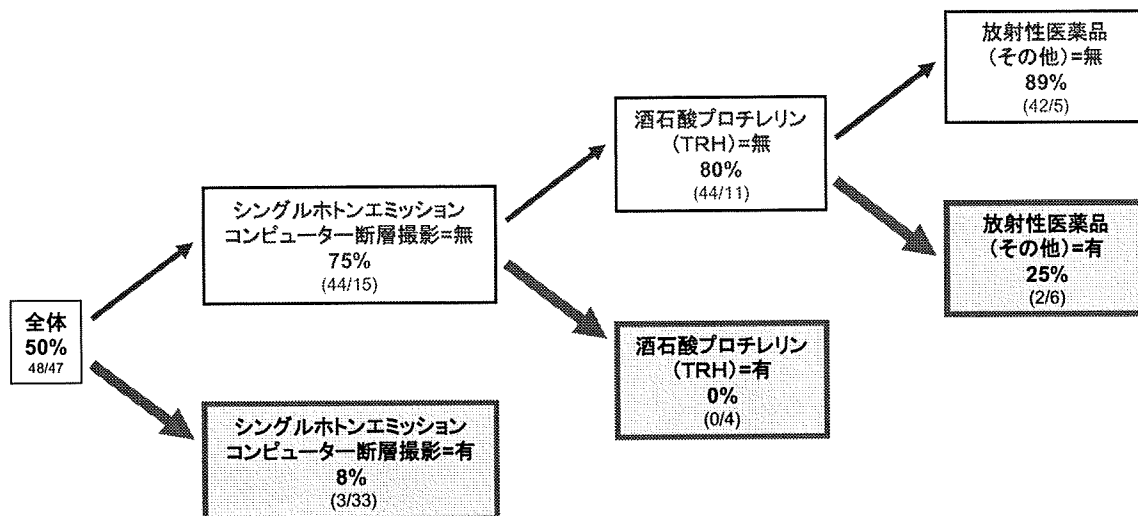 全体
50%
48/47
シングルホトンエミッション
コンピューター断層撮影=無
75%
(44/15)
シングルホトンエミッション
コンピューター断層撮影=有
8%
(3/33)
酒石酸プロチレリン
(TRH)=無
80%
(44/11)
酒石酸プロチレリン
(TRH)=有
0%
(0/4)
放射性医薬品
(その他)=無
89%
(42/5)
放射性医薬品
(その他)=有
25%
(2/6)